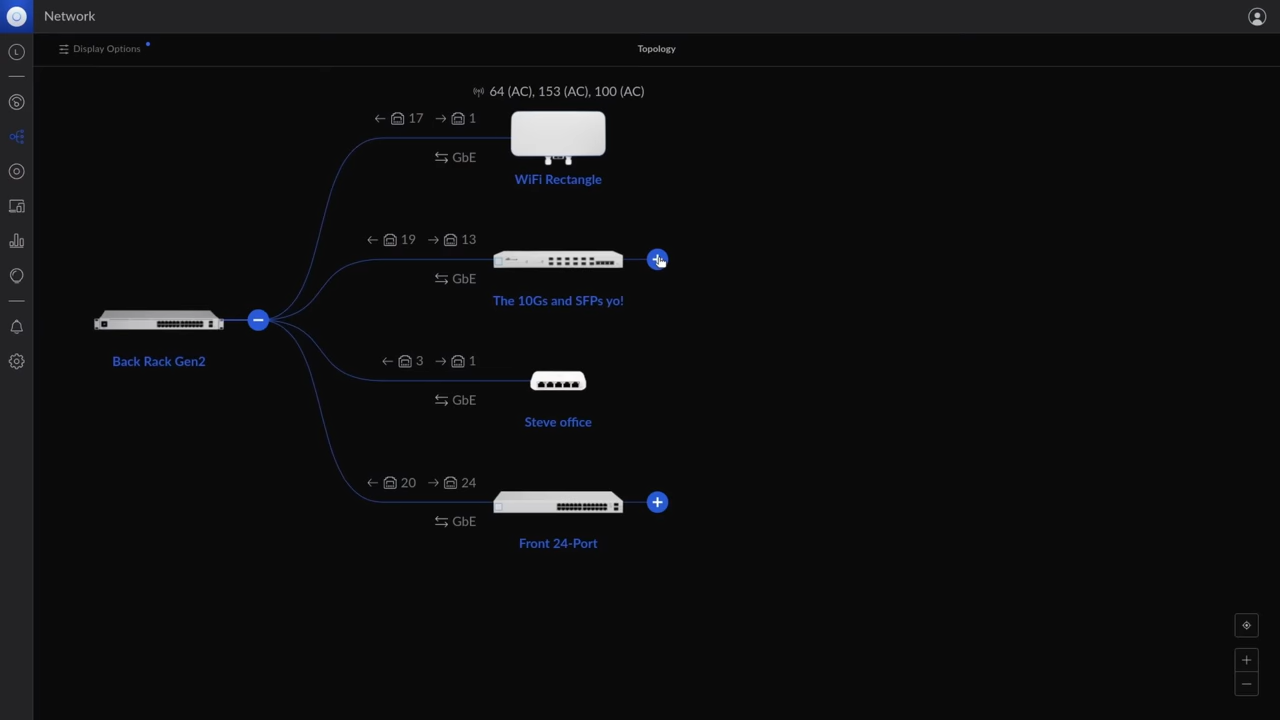 Network
L
Display Options
Topology
64 (AC), 153 (AC), 100 (AC)
17
1
GbE
WiFi Rectangle
19
13
GbE
The 10Gs and SFPs yo!
Back Rack Gen2
3
1
GbE
Steve office
20
24
GbE
Front 24-Port